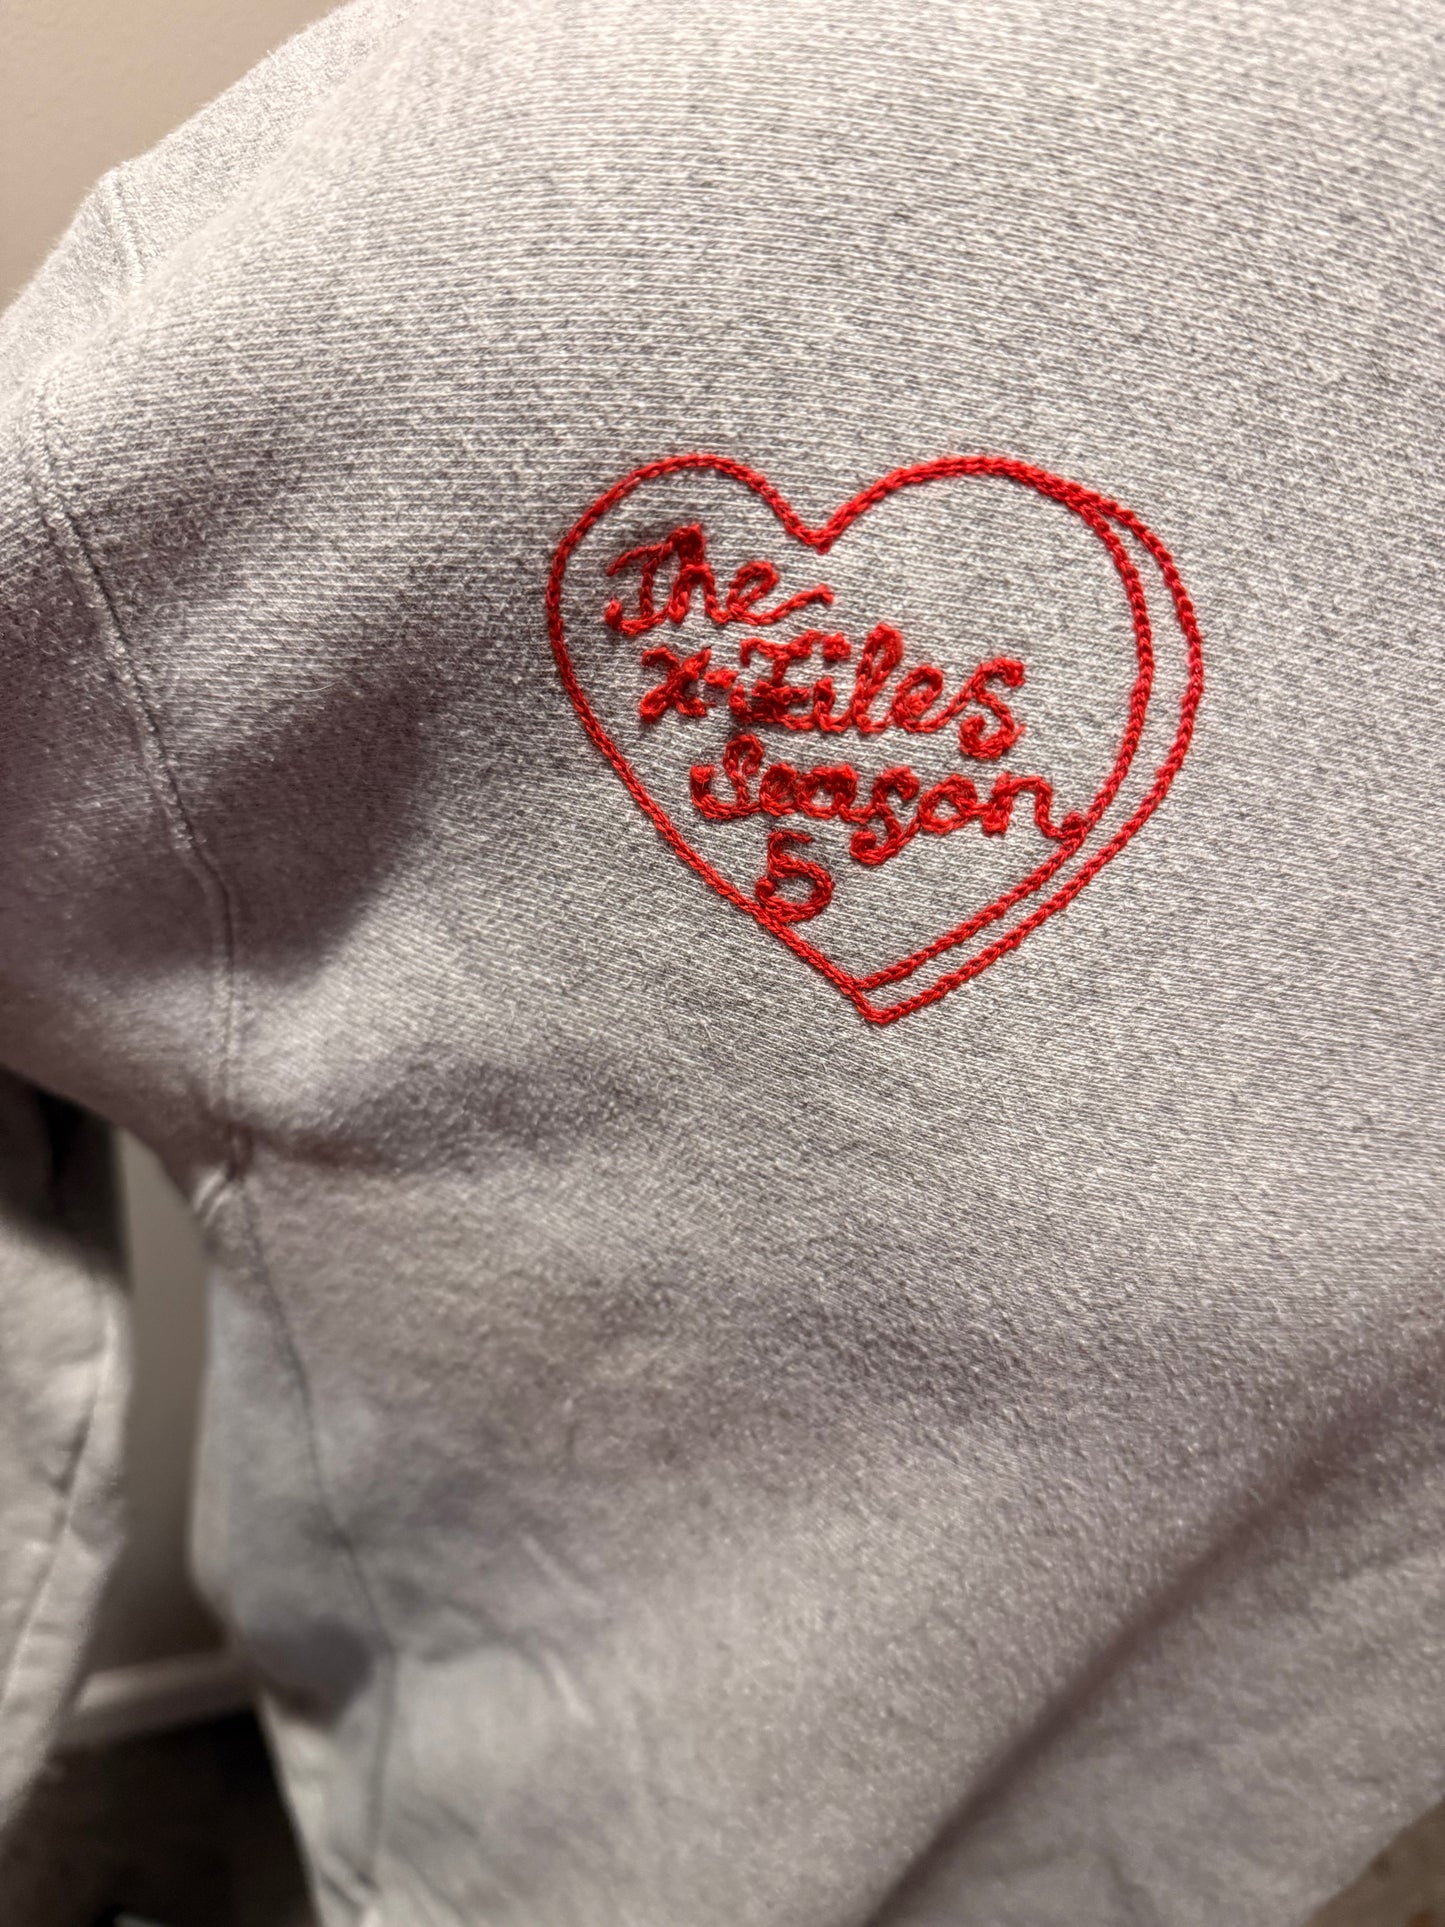 The
X-Files
Season
5